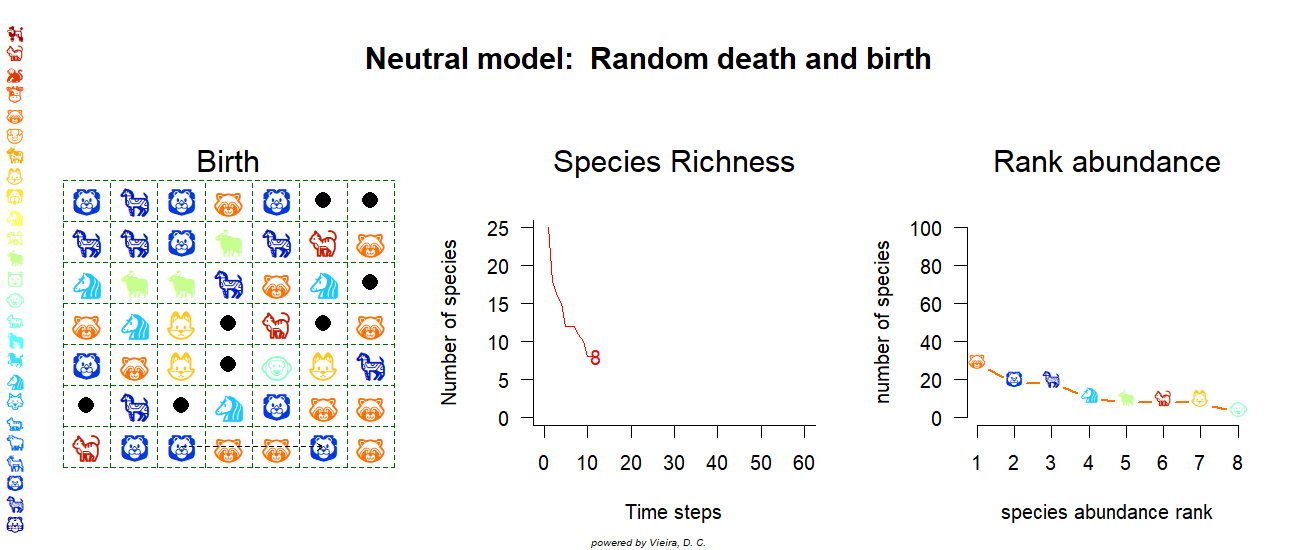 Neutral model:  Random death and birth
Birth
Species Richness
Number of species
25
20
15
10
5
0
8
0 10 20 30 40 50 60
Time steps
Rank abundance
number of species
100
80
60
40
20
0
1 2 3 4 5 6 7 8
species abundance rank
powered by Vieira, D. C.